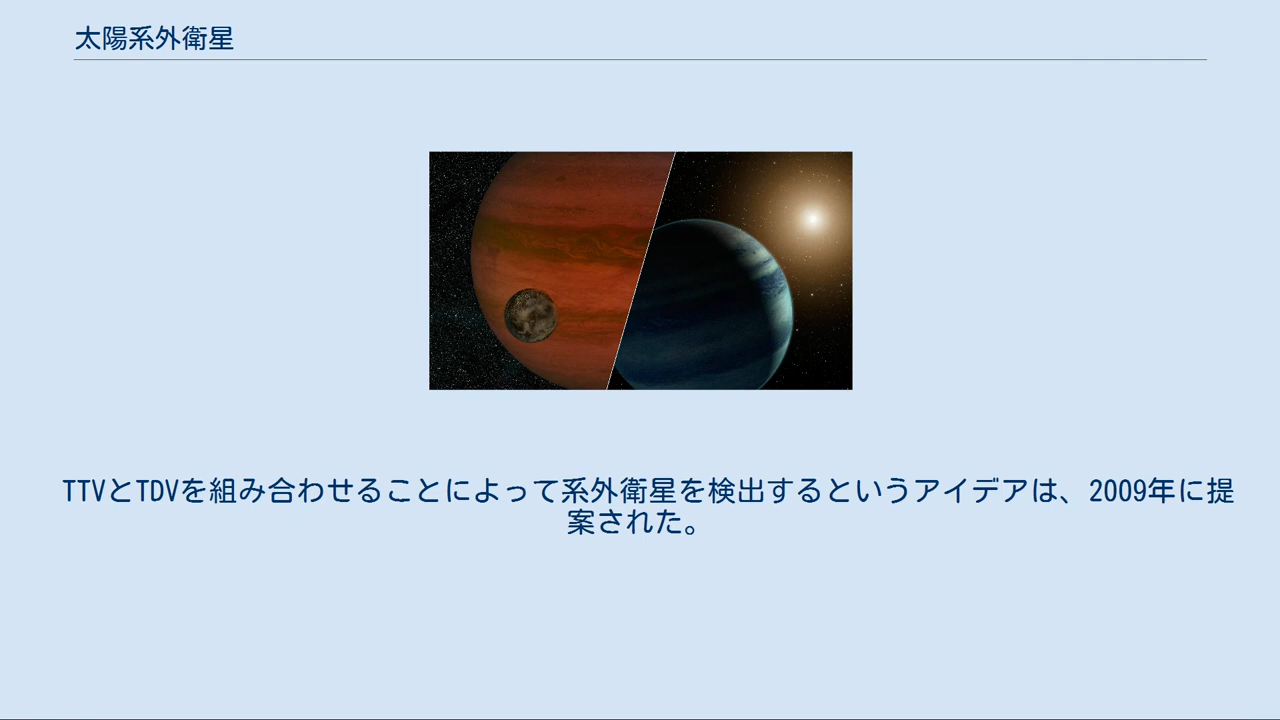 太陽系外衛星
TTVとTDVを組み合わせることによって系外衛星を検出するというアイデアは、2009年に提
案された。